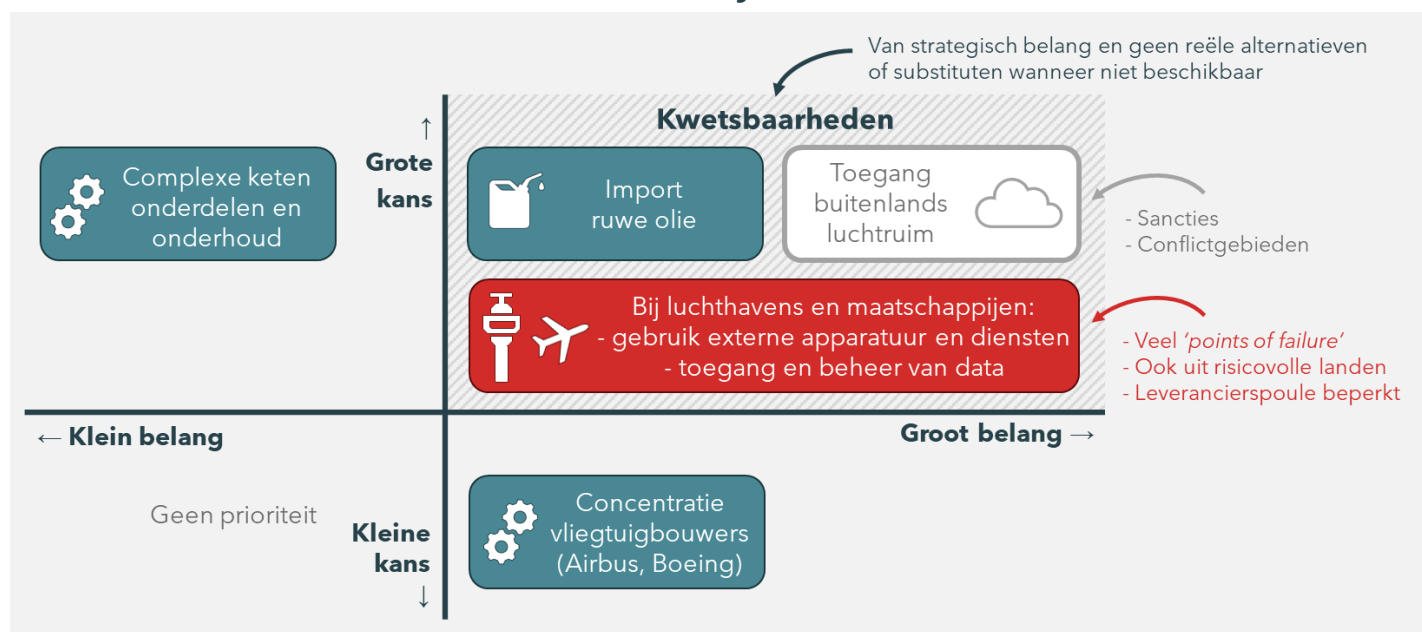 Van strategisch belang en geen reële alternatieven
of substituten wanneer niet beschikbaar
Kwetsbaarheden
↑
Grote
kans
Complexe keten
onderdelen en
onderhoud
Import
ruwe olie
Toegang
buitenlands
luchtruim
- Sancties
- Conflictgebieden
Bij luchthavens en maatschappijen:
- gebruik externe apparatuur en diensten
- toegang en beheer van data
- Veel ‘points of failure’
- Ook uit risicovolle landen
- Leverancierspoule beperkt
← Klein belang
Groot belang →
Geen prioriteit
Kleine
kans
↓
Concentratie
vliegtuigbouwers
(Airbus, Boeing)